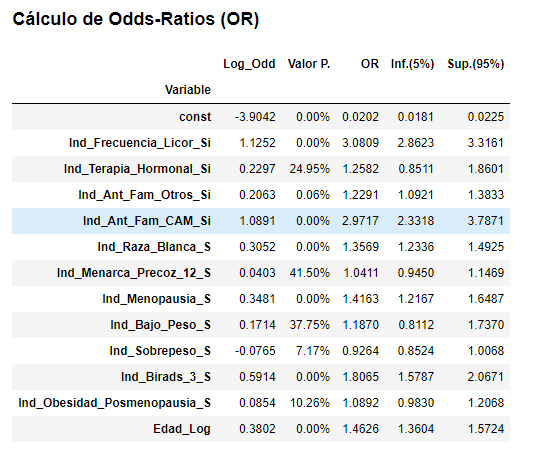 Cálculo de Odds-Ratios (OR)
Log_Odd Valor P. OR Inf.(5%) Sup.(95%)
Variable
const -3.9042 0.00% 0.0202 0.0181 0.0225
Ind_Frecuencia_Licor_Si 1.1252 0.00% 3.0809 2.8623 3.3161
Ind_Terapia_Hormonal_Si 0.2297 24.95% 1.2582 0.8511 1.8601
Ind_Ant_Fam_Otros_Si 0.2063 0.06% 1.2291 1.0921 1.3833
Ind_Ant_Fam_CAM_Si 1.0891 0.00% 2.9717 2.3318 3.7871
Ind_Raza_Blanca_S 0.3052 0.00% 1.3569 1.2336 1.4925
Ind_Menarca_Precoz_12_S 0.0403 41.50% 1.0411 0.9450 1.1469
Ind_Menopausia_S 0.3481 0.00% 1.4163 1.2167 1.6487
Ind_Bajo_Peso_S 0.1714 37.75% 1.1870 0.8112 1.7370
Ind_Sobrepeso_S -0.0765 7.17% 0.9264 0.8524 1.0068
Ind_Birads_3_S 0.5914 0.00% 1.8065 1.5787 2.0671
Ind_Obesidad_Posmenopausia_S 0.0854 10.26% 1.0892 0.9830 1.2068
Edad_Log 0.3802 0.00% 1.4626 1.3604 1.5724